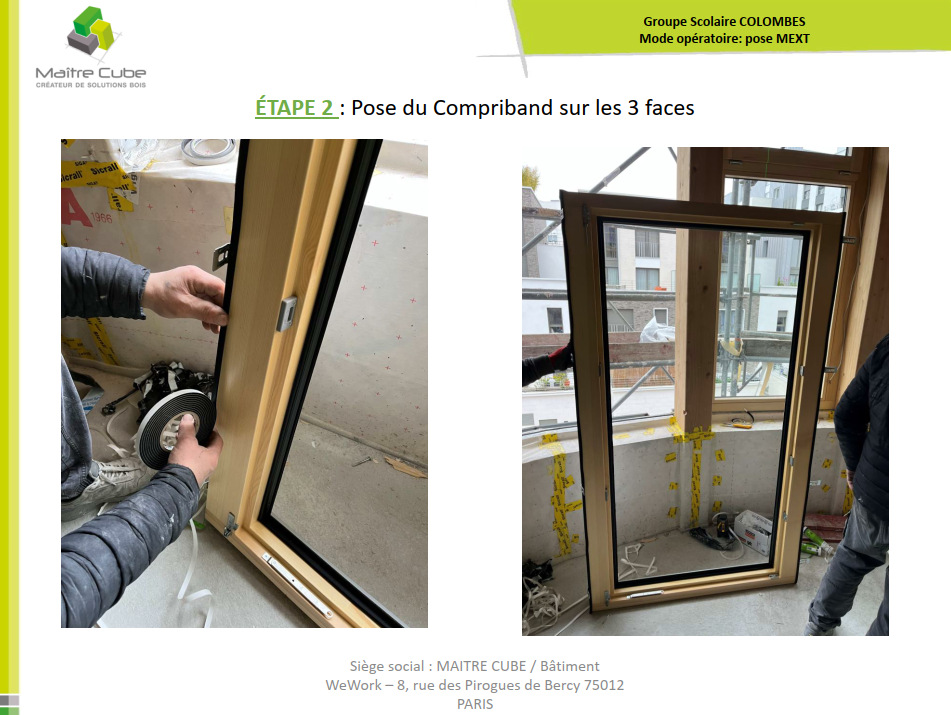 Maître Cube
CRÉATEUR DE SOLUTIONS BOIS
Groupe Scolaire COLOMBES
Mode opératoire: pose MEXT
ÉTAPE 2 : Pose du Compriband sur les 3 faces
Sicrall
Sicrall
A 1966
Siège social : MAITRE CUBE / Bâtiment
WeWork – 8, rue des Pirogues de Bercy 75012
PARIS